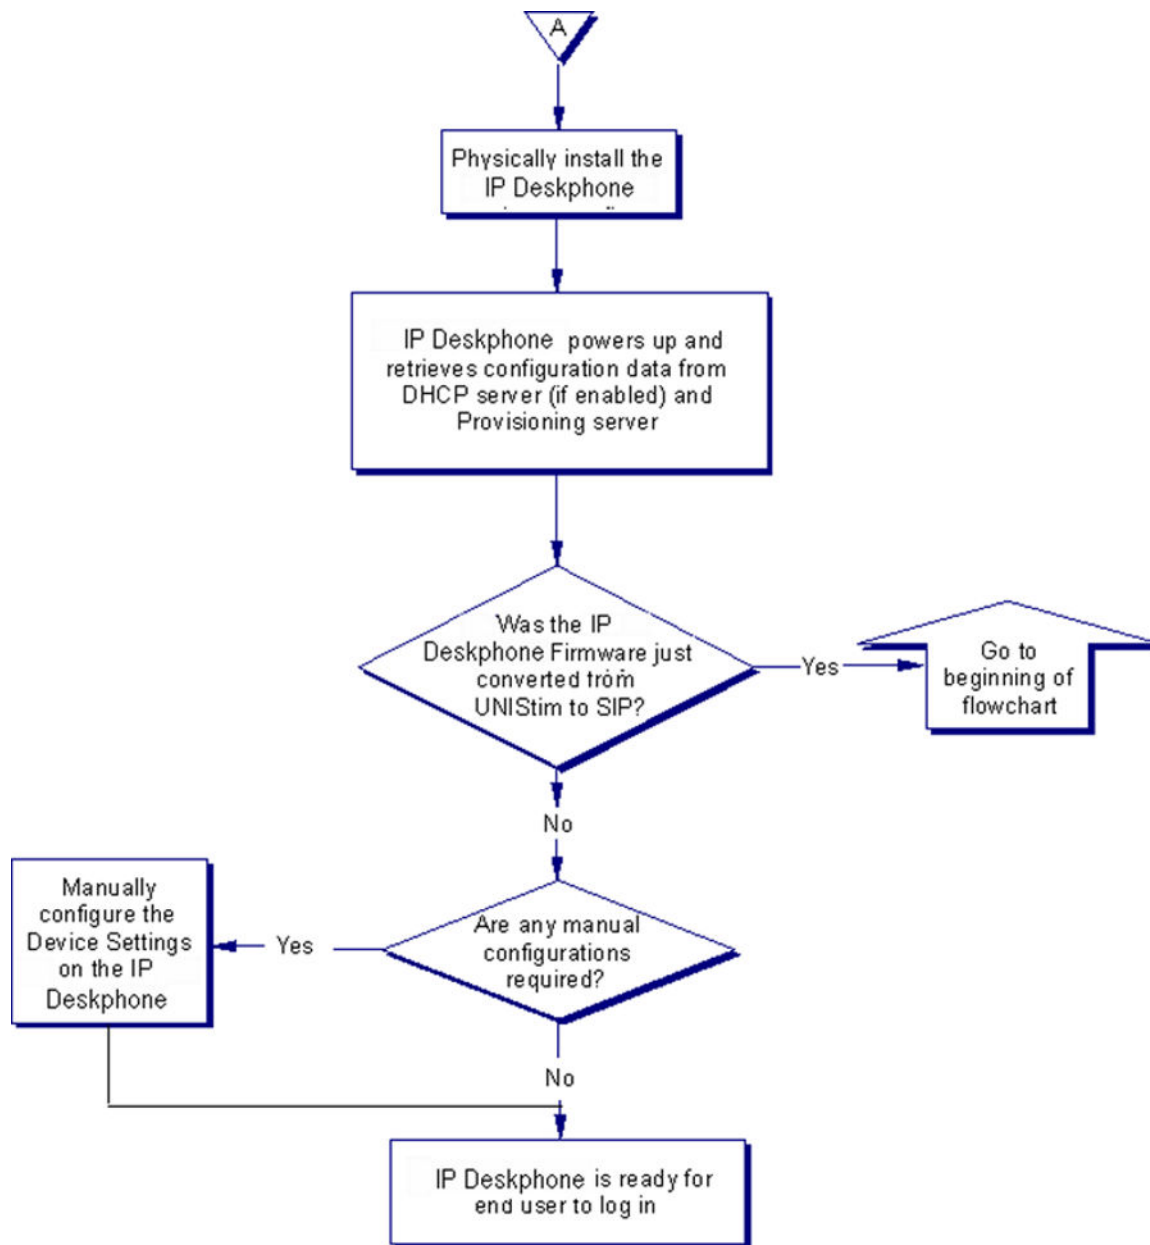 A
Physically install the
IP Deskphone
IP Deskphone powers up and
retrieves configuration data from
DHCP server (if enabled) and
Provisioning server
Was the IP
Deskphone Firmware just
converted from
UNIStim to SIP?
Yes
Go to
beginning of
flowchart
No
Are any manual
configurations
required?
Yes
Manually
configure the
Device Settings
on the IP
Deskphone
No
IP Deskphone is ready for
end user to log in